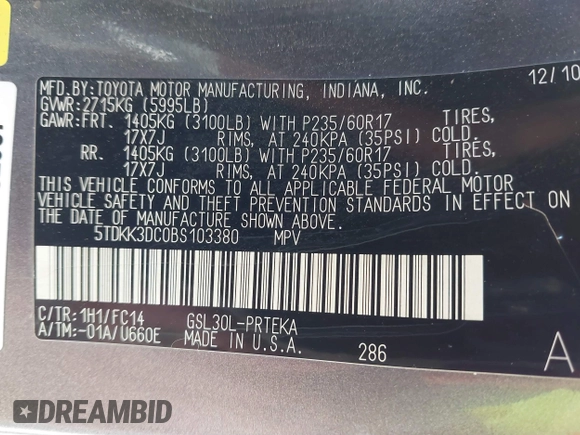 MFD.BY:TOYOTA MOTOR MANUFACTURING, INDIANA, INC. 12/10
GVWR:2715KG (5995LB)
GAWR:FRT. 1405KG (3100LB) WITH P235/60R17 TIRES,
17X7J RIMS, AT 240KPA (35PSI) COLD.
RR. 1405KG (3100LB) WITH P235/60R17 TIRES,
17X7J RIMS, AT 240KPA (35PSI) COLD.
THIS VEHICLE CONFORMS TO ALL APPLICABLE FEDERAL MOTOR
VEHICLE SAFETY AND THEFT PREVENTION STANDARDS IN EFFECT ON
THE DATE OF MANUFACTURE SHOWN ABOVE.
5TDKK3DC0BS103380 MPV
C/TR:1H1/FC14 GSL30L-PRTEKA
A/TM:-01A/U660E MADE IN U.S.A. 286 A
DREAMBID